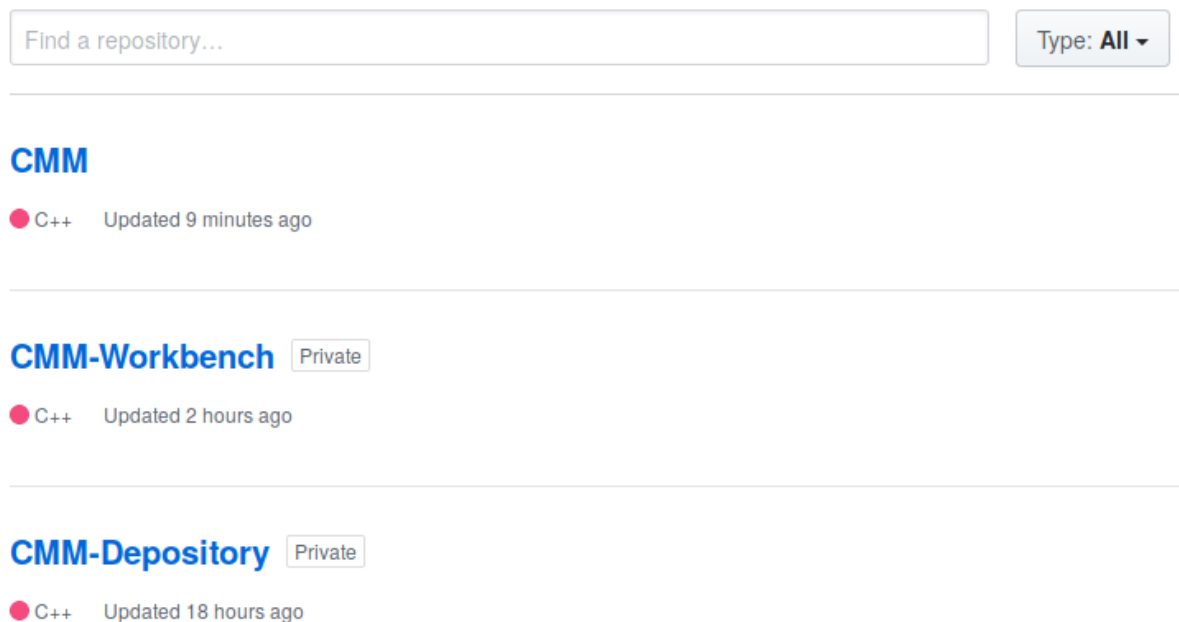 Find a repository…
Type: All
CMM
C++ Updated 9 minutes ago
CMM-Workbench Private
C++ Updated 2 hours ago
CMM-Depository Private
C++ Updated 18 hours ago